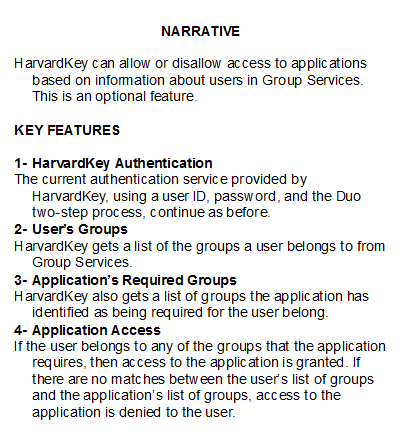 NARRATIVE
HarvardKey can allow or disallow access to applications
based on information about users in Group Services.
This is an optional feature.
KEY FEATURES
1- HarvardKey Authentication
The current authentication service provided by
HarvardKey, using a user ID, password, and the Duo
two-step process, continue as before.
2- User's Groups
HarvardKey gets a list of the groups a user belongs to from
Group Services.
3- Application's Required Groups
HarvardKey also gets a list of groups the application has
identified as being required for the user belong.
4- Application Access
If the user belongs to any of the groups that the application
requires, then access to the application is granted. If
there are no matches between the user's list of groups
and the application's list of groups, access to the
application is denied to the user.